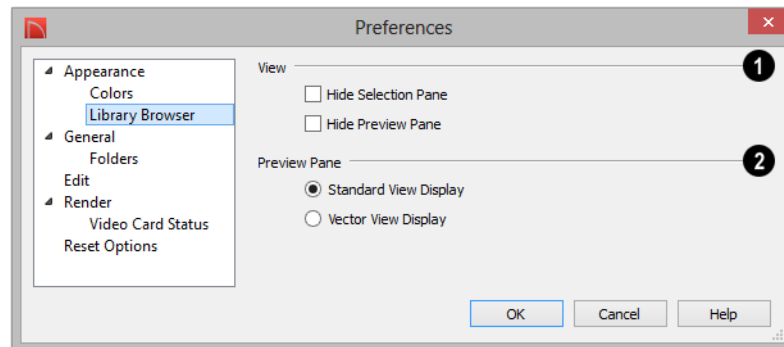 Preferences
Appearance
Colors
Library Browser
General
Folders
Edit
Render
Video Card Status
Reset Options
View
1
Hide Selection Pane
Hide Preview Pane
Preview Pane
2
Standard View Display
Vector View Display
OK
Cancel
Help